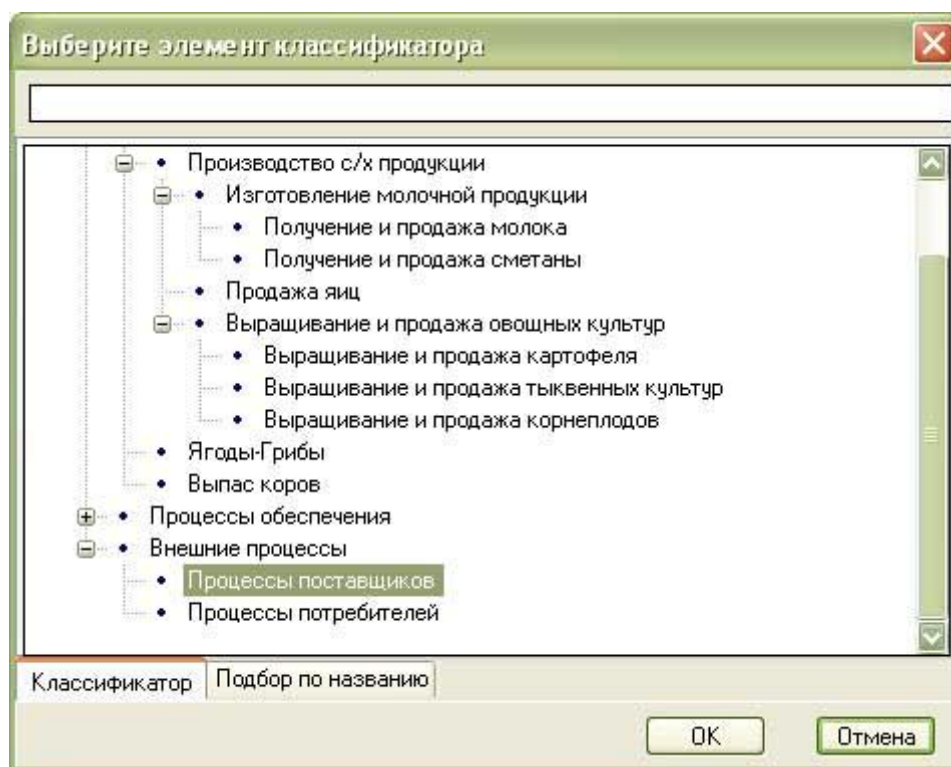 Выберите элемент классификатора
Производство с/х продукции
Изготовление молочной продукции
Получение и продажа молока
Получение и продажа сметаны
Продажа яиц
Выращивание и продажа овощных культур
Выращивание и продажа картофеля
Выращивание и продажа тыквенных культур
Выращивание и продажа корнеплодов
Ягоды-Грибы
Выпас коров
Процессы обеспечения
Внешние процессы
Процессы поставщиков
Процессы потребителей
Классификатор Подбор по названию
OK Отмена